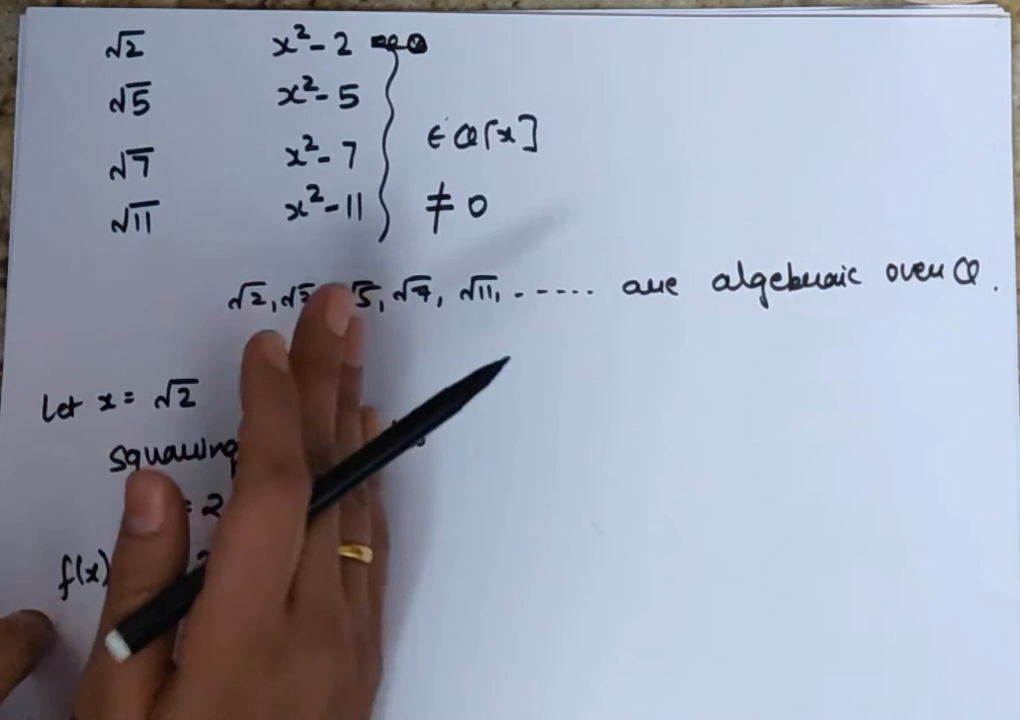 √2 x²-2
√5 x²-5
√7 x²-7
√11 x²-11
∈ Q[x]
≠ 0
√2, √5, √7, √11, ...... are algebraic over Q.
Let x = √2
squaring
= 2
f(x)